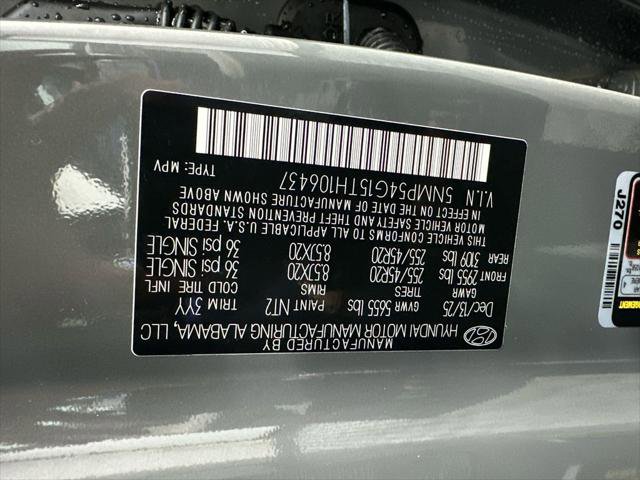 MANUFACTURED BY
HYUNDAI MOTOR MANUFACTURING ALABAMA, LLC
Dec/13/25 GVWR 5655 lbs PAINT NT2 TRIM 3YY
GAWR TIRES RIMS COLD TIRE INFL
FRONT 2955 lbs 255/45R20 8.5JX20 36 psi SINGLE
REAR 3109 lbs 255/45R20 8.5JX20 36 psi SINGLE
THIS VEHICLE CONFORMS TO ALL APPLICABLE U.S.A. FEDERAL
MOTOR VEHICLE SAFETY AND THEFT PREVENTION STANDARDS
IN EFFECT ON THE DATE OF MANUFACTURE SHOWN ABOVE
V.I.N 5NMP54G15TH106437 TYPE: MPV
J270